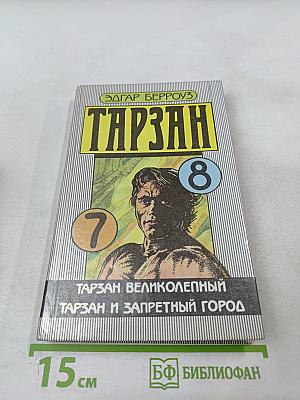 ЭДГАР БЕРРОУЗ
ТАРЗАН
8
7
ТАРЗАН ВЕЛИКОЛЕПНЫЙ
ТАРЗАН И ЗАПРЕТНЫЙ ГОРОД
15 см
БФ БИБЛИОФАН